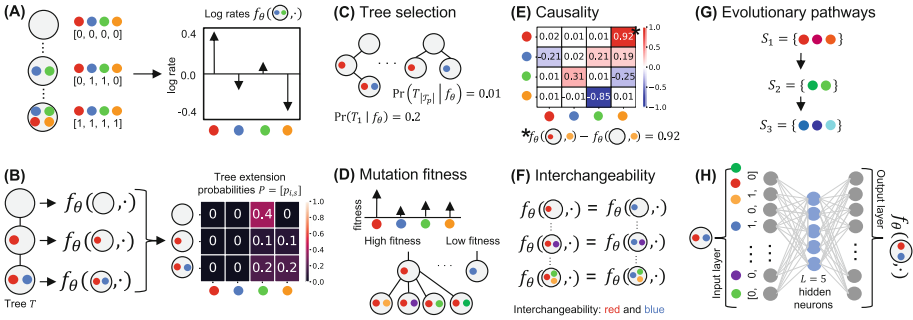 (A)
[0, 0, 0, 0]
[0, 1, 1, 0]
[1, 1, 1, 1]
Log rates fθ( ,·)
log rate
0.4
0.0
-0.4
(B)
fθ( ,·)
fθ( ,·)
fθ( ,·)
Tree T
Tree extension
probabilities P = [pi,s]
0 0 0.4 0
0 0 0.1 0.1
0 0 0.2 0.2
1.0
0.8
0.6
0.4
0.2
0.0
(C) Tree selection
Pr(T|𝒯p| | fθ) = 0.01
Pr(T1 | fθ) = 0.2
(D) Mutation fitness
fitness
High fitness
Low fitness
(E) Causality
0.02 0.01 0.01 0.92*
-0.21 0.02 0.21 0.19
0.01 0.31 0.01 -0.25
0.01 -0.01 -0.85 0.01
1.0
0.5
0.0
-0.5
-1.0
*fθ( , ) − fθ( , ) = 0.92
(F) Interchangeability
fθ( ,·) = fθ( ,·)
fθ( ,·) = fθ( ,·)
fθ( ,·) = fθ( ,·)
Interchangeability: red and blue
(G) Evolutionary pathways
S1 = { }
S2 = { }
S3 = { }
(H)
Input layer
[0, 0, ... 1, 0, ... 1, 0]
L = 5
hidden
neurons
Output layer
fθ( ,·)